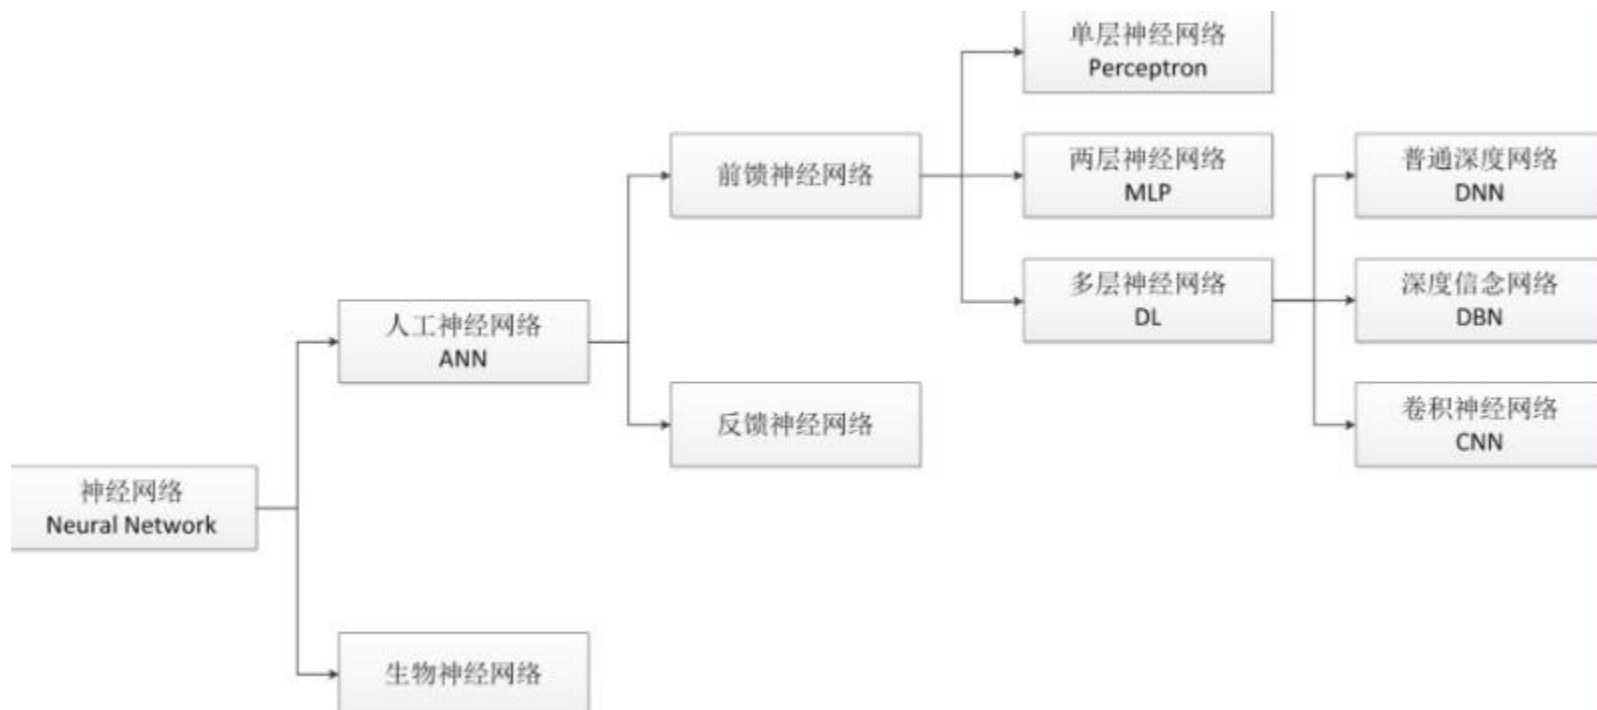 单层神经网络
Perceptron
前馈神经网络
两层神经网络
MLP
普通深度网络
DNN
多层神经网络
DL
深度信念网络
DBN
人工神经网络
ANN
反馈神经网络
卷积神经网络
CNN
神经网络
Neural Network
生物神经网络